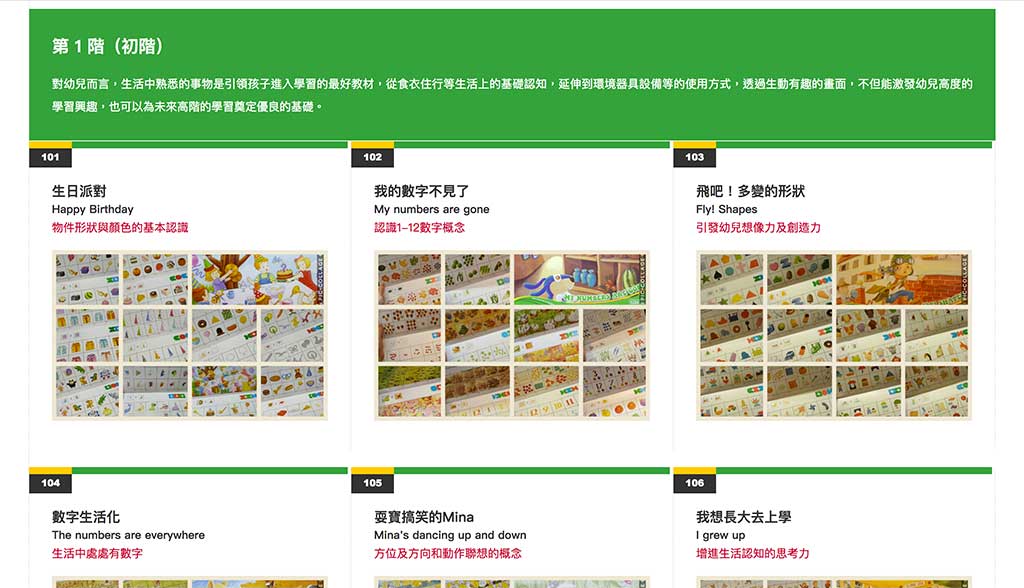 第 1 階（初階）
對幼兒而言，生活中熟悉的事物是引領孩子進入學習的最好教材，從食衣住行等生活上的基礎認知，延伸到環境器具設備等的使用方式，透過生動有趣的畫面，不但能激發幼兒高度的
學習興趣，也可以為未來高階的學習奠定優良的基礎。
101
生日派對
Happy Birthday
物件形狀與顏色的基本認識
PIC-COLLAGE
102
我的數字不見了
My numbers are gone
認識1-12數字概念
MY NUMBERS ARE GONE
PIC-COLLAGE
103
飛吧！多變的形狀
Fly! Shapes
引發幼兒想像力及創造力
PIC-COLLAGE
104
數字生活化
The numbers are everywhere
生活中處處有數字
105
耍寶搞笑的Mina
Mina's dancing up and down
方位及方向和動作聯想的概念
106
我想長大去上學
I grew up
增進生活認知的思考力